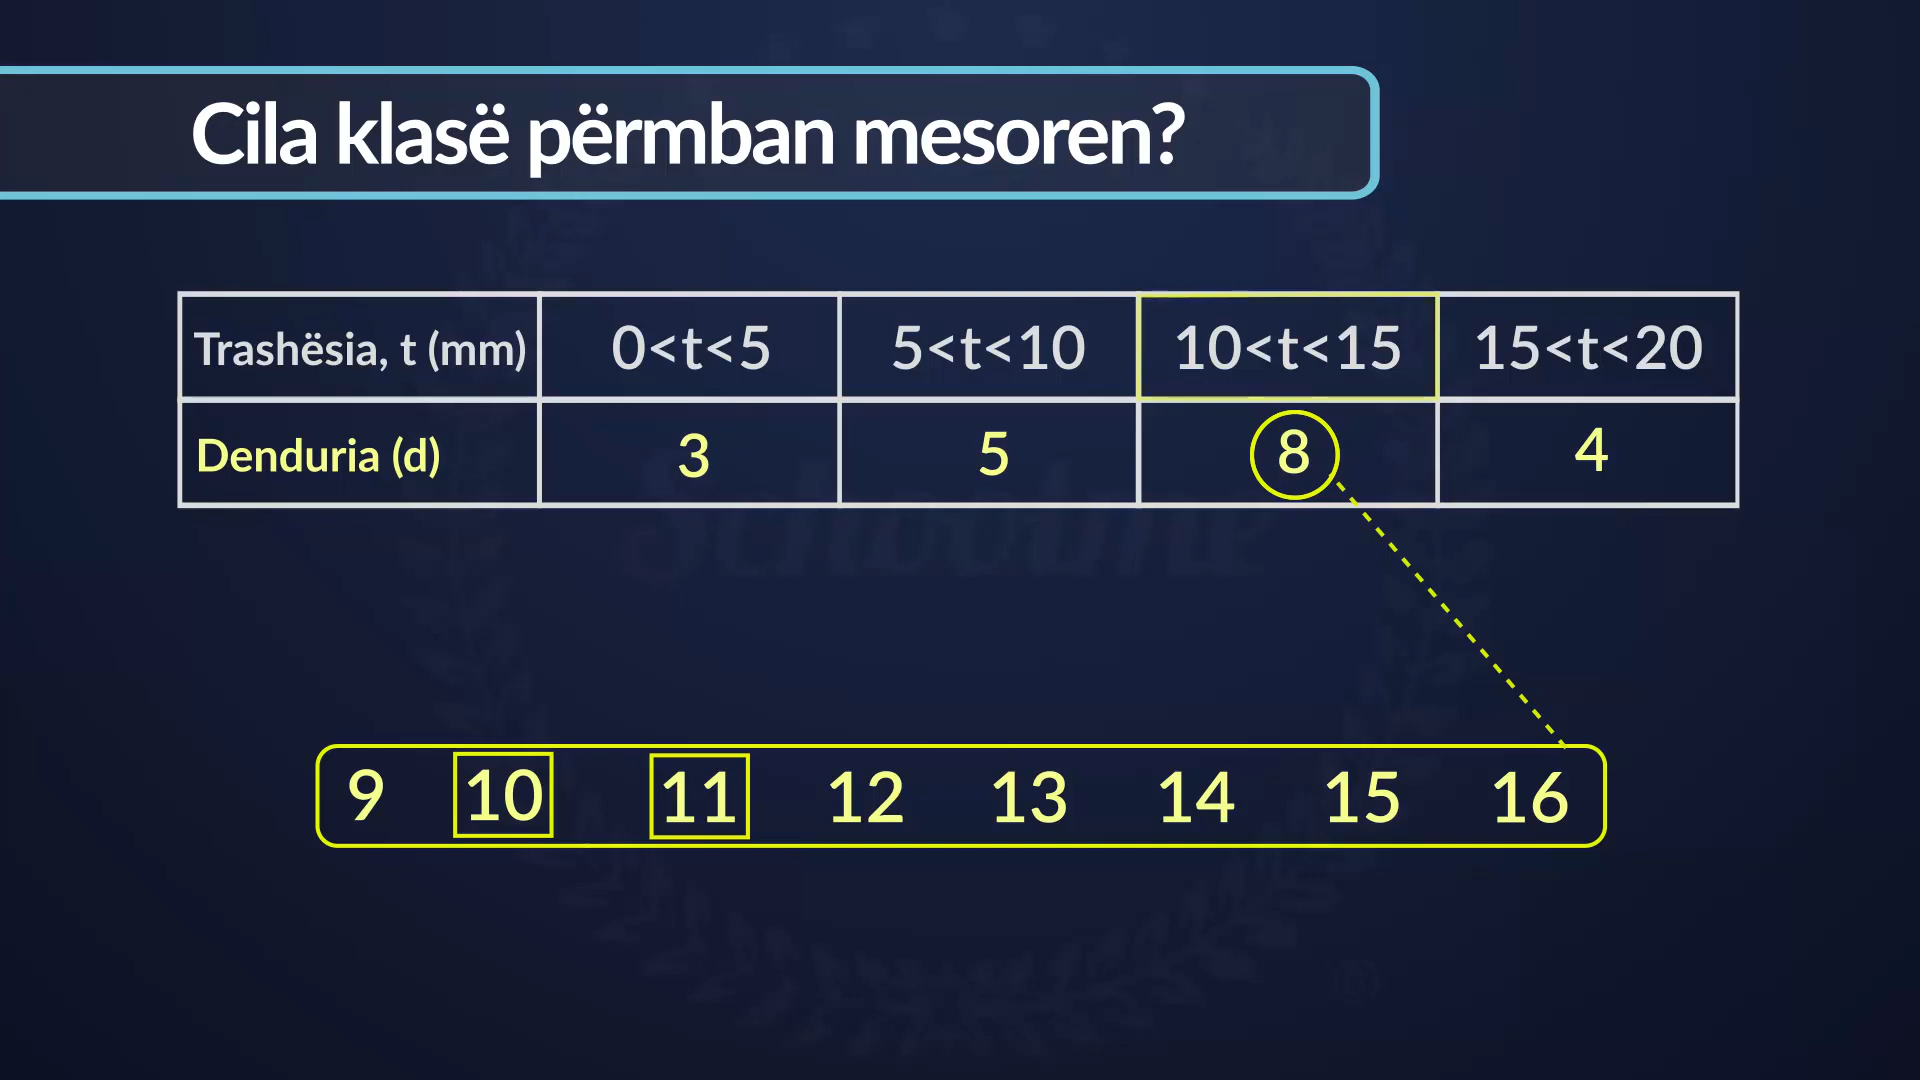 Cila klasë përmban mesoren?
Trashësia, t (mm) 0<t<5 5<t<10 10<t<15 15<t<20
Denduria (d) 3 5 8 4
Scholtime
9 10 11 12 13 14 15 16
®